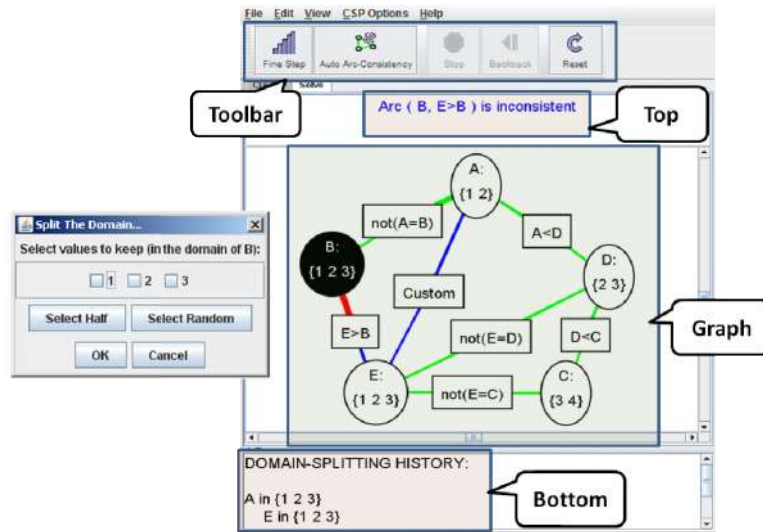 File Edit View CSP Options Help
Fine Step Auto Arc-Consistency Stop Backtrack Reset
Solve
Toolbar
Arc ( B, E>B ) is inconsistent
Top
A:
{1 2}
not(A=B)
A<D
Split The Domain...
Select values to keep (in the domain of B):
1 2 3
Select Half Select Random
OK Cancel
B:
{1 2 3}
D:
{2 3}
Custom
E>B
not(E=D)
D<C
Graph
E:
{1 2 3}
not(E=C)
C:
{3 4}
DOMAIN-SPLITTING HISTORY:
A in {1 2 3}
E in {1 2 3}
Bottom